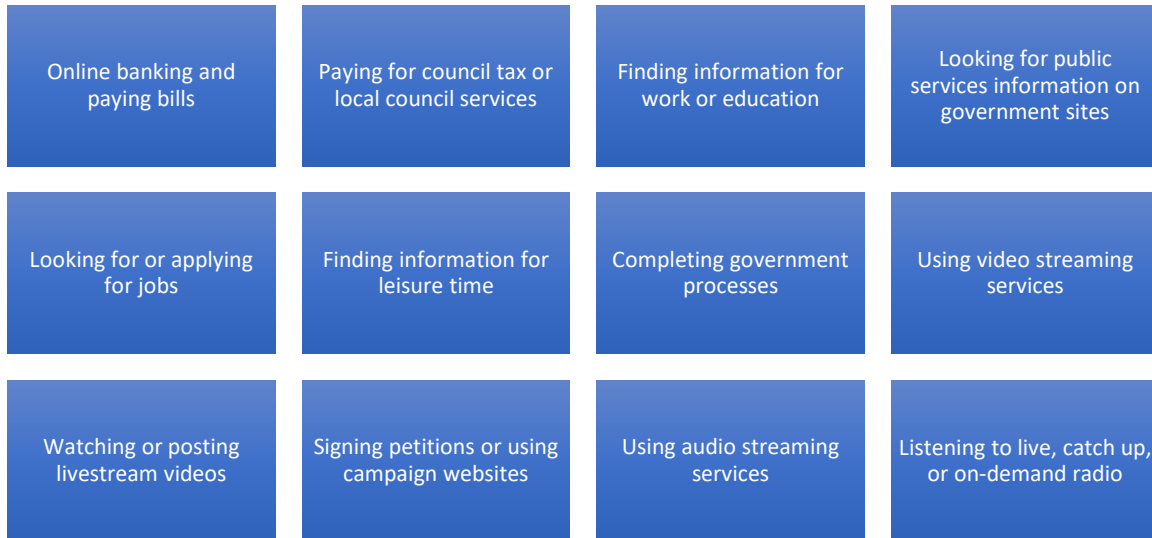 Online banking and
paying bills
Paying for council tax or
local council services
Finding information for
work or education
Looking for public
services information on
government sites
Looking for or applying
for jobs
Finding information for
leisure time
Completing government
processes
Using video streaming
services
Watching or posting
livestream videos
Signing petitions or using
campaign websites
Using audio streaming
services
Listening to live, catch up,
or on-demand radio